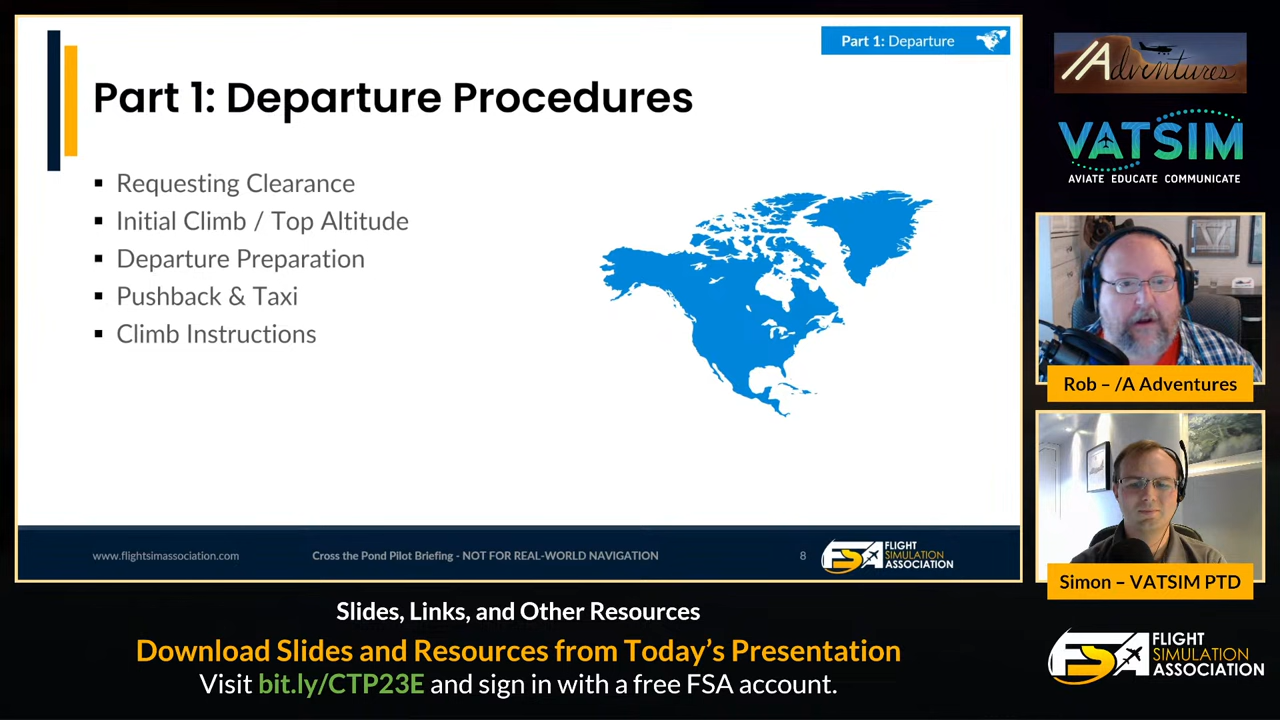 Part 1: Departure
Part 1: Departure Procedures
▪ Requesting Clearance
▪ Initial Climb / Top Altitude
▪ Departure Preparation
▪ Pushback & Taxi
▪ Climb Instructions
www.flightsimassociation.com
Cross the Pond Pilot Briefing - NOT FOR REAL-WORLD NAVIGATION
8
FSA FLIGHT
SIMULATION
ASSOCIATION
/Adventures
VATSIM
AVIATE EDUCATE COMMUNICATE
Rob – /A Adventures
Simon – VATSIM PTD
Slides, Links, and Other Resources
Download Slides and Resources from Today's Presentation
Visit bit.ly/CTP23E and sign in with a free FSA account.
FSA FLIGHT
SIMULATION
ASSOCIATION